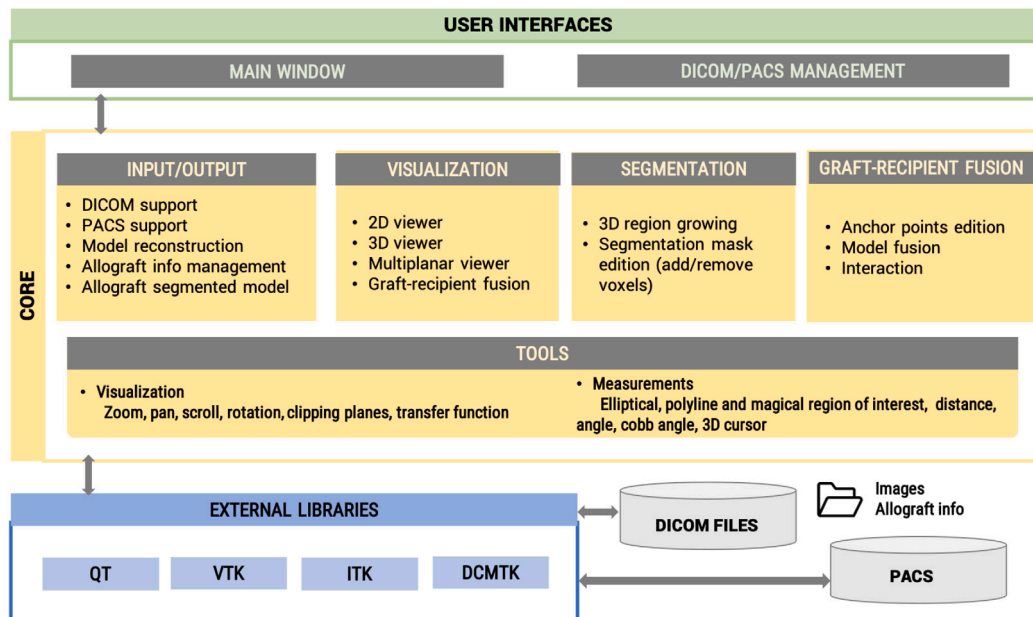 USER INTERFACES
MAIN WINDOW
DICOM/PACS MANAGEMENT
CORE
INPUT/OUTPUT
• DICOM support
• PACS support
• Model reconstruction
• Allograft info management
• Allograft segmented model
VISUALIZATION
• 2D viewer
• 3D viewer
• Multiplanar viewer
• Graft-recipient fusion
SEGMENTATION
• 3D region growing
• Segmentation mask
edition (add/remove
voxels)
GRAFT-RECIPIENT FUSION
• Anchor points edition
• Model fusion
• Interaction
TOOLS
• Visualization
Zoom, pan, scroll, rotation, clipping planes, transfer function
• Measurements
Elliptical, polyline and magical region of interest, distance,
angle, cobb angle, 3D cursor
EXTERNAL LIBRARIES
QT
VTK
ITK
DCMTK
DICOM FILES
Images
Allograft info
PACS